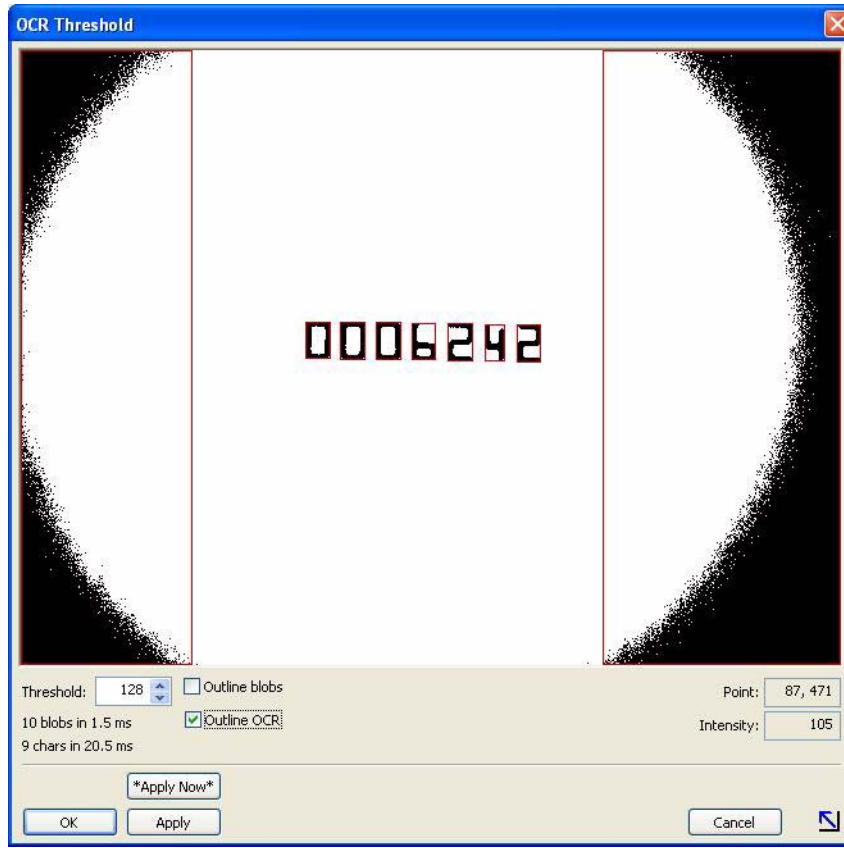 OCR Threshold
0006242
Threshold: 128
Outline blobs
Point: 87, 471
10 blobs in 1.5 ms
Outline OCR
Intensity: 105
9 chars in 20.5 ms
*Apply Now*
OK
Apply
Cancel